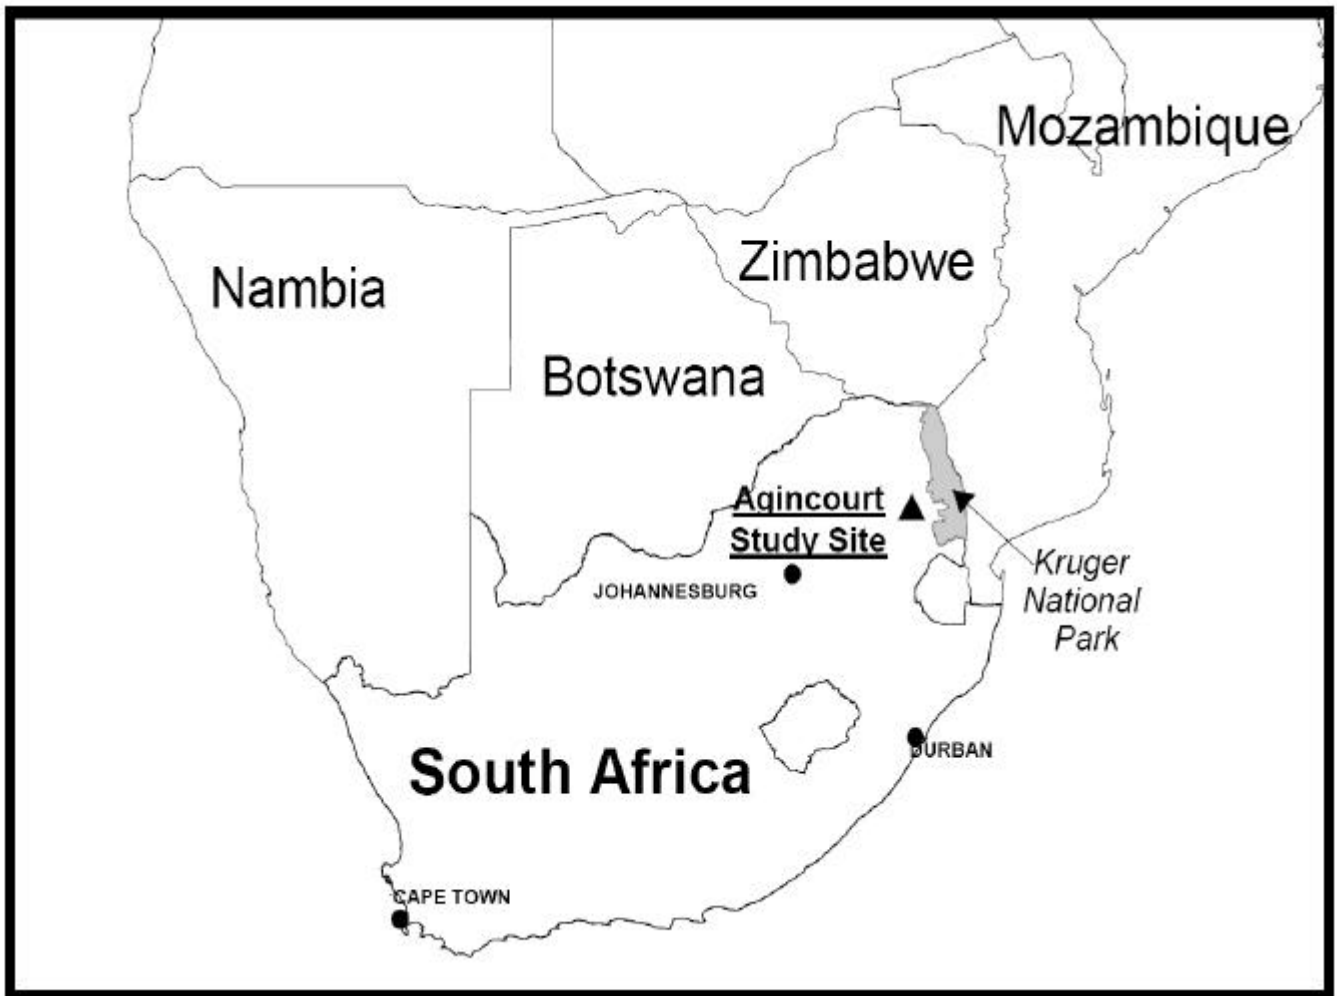 Mozambique
Zimbabwe
Nambia
Botswana
Agincourt
Study Site
JOHANNESBURG
Kruger
National
Park
South Africa
DURBAN
CAPE TOWN